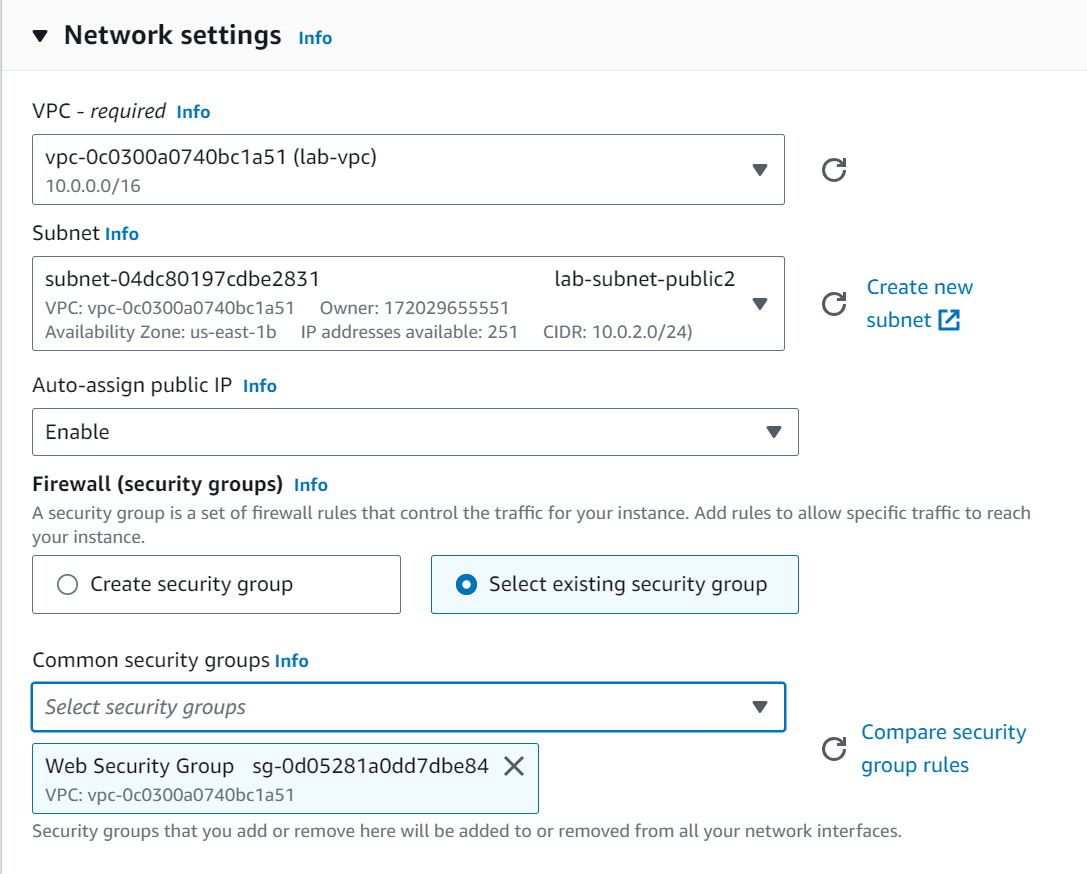 Network settings Info
VPC - required Info
vpc-0c0300a0740bc1a51 (lab-vpc)
10.0.0.0/16
Subnet Info
subnet-04dc80197cdbe2831 lab-subnet-public2
VPC: vpc-0c0300a0740bc1a51 Owner: 172029655551
Availability Zone: us-east-1b IP addresses available: 251 CIDR: 10.0.2.0/24)
Create new
subnet
Auto-assign public IP Info
Enable
Firewall (security groups) Info
A security group is a set of firewall rules that control the traffic for your instance. Add rules to allow specific traffic to reach
your instance.
Create security group
Select existing security group
Common security groups Info
Select security groups
Web Security Group sg-0d05281a0dd7dbe84
VPC: vpc-0c0300a0740bc1a51
Compare security
group rules
Security groups that you add or remove here will be added to or removed from all your network interfaces.